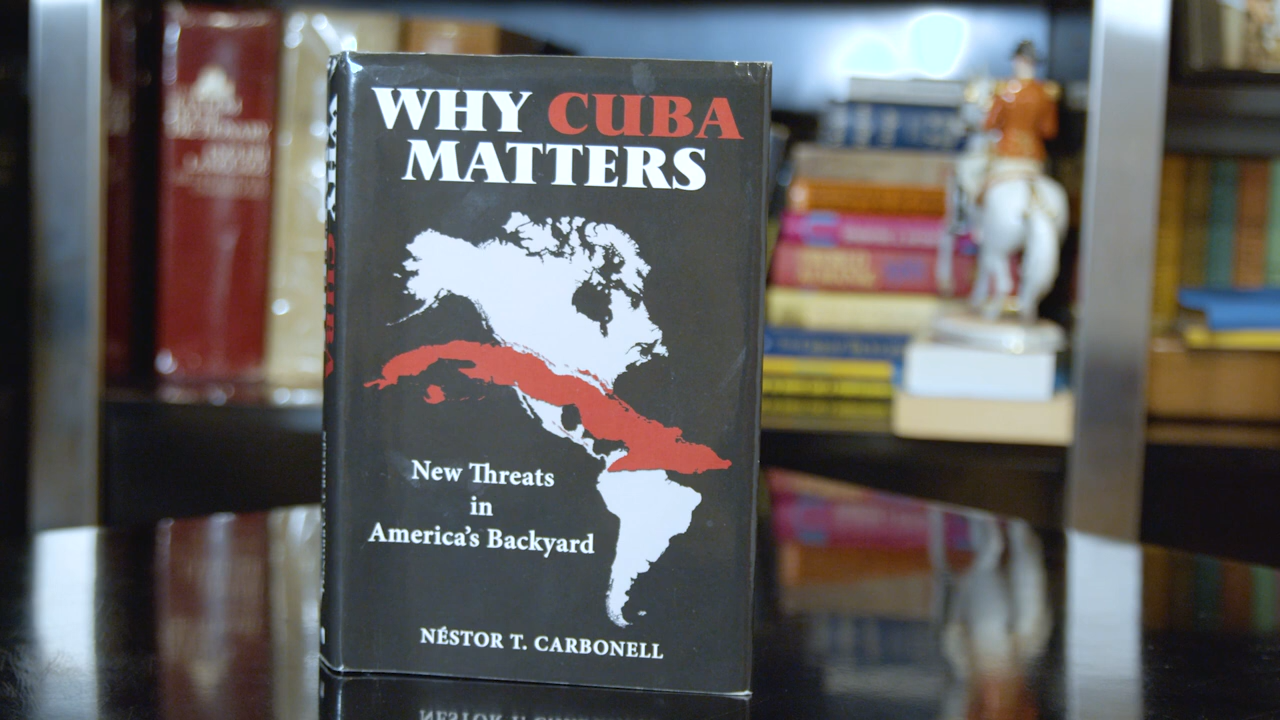 WHY CUBA
MATTERS
New Threats
in
America's Backyard
NÉSTOR T. CARBONELL